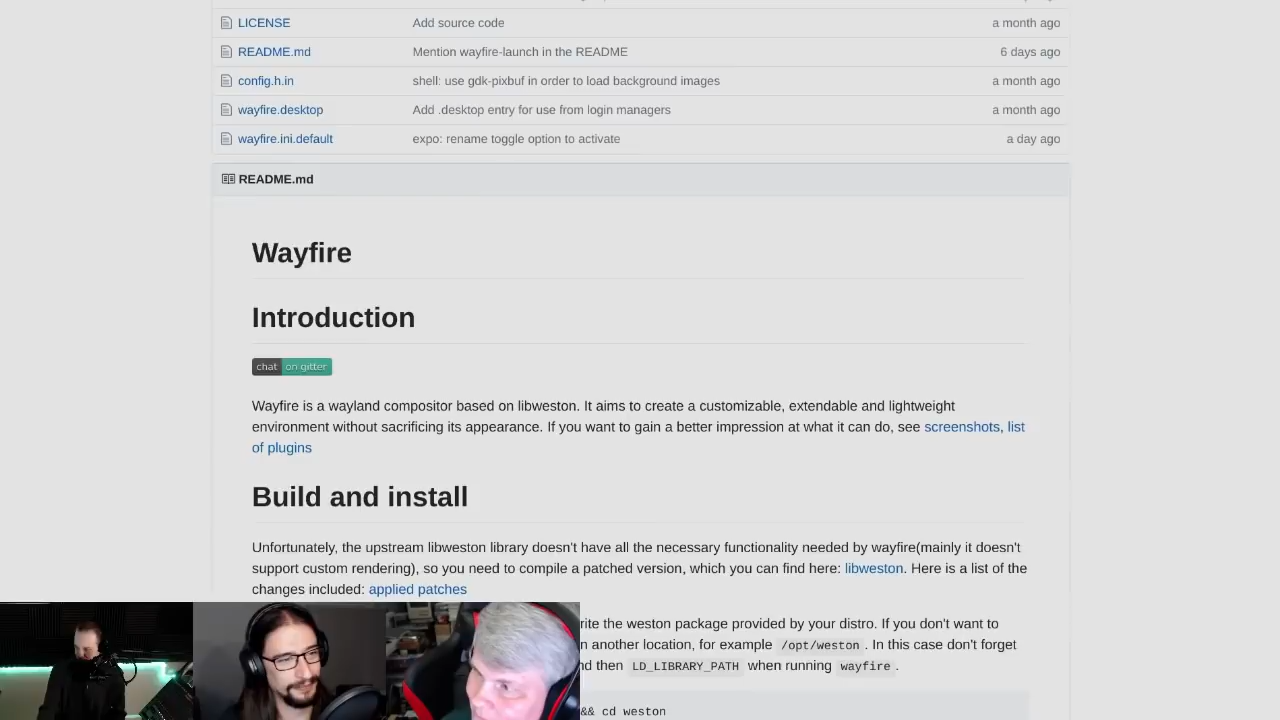 LICENSE Add source code a month ago
README.md Mention wayfire-launch in the README 6 days ago
config.h.in shell: use gdk-pixbuf in order to load background images a month ago
wayfire.desktop Add .desktop entry for use from login managers a month ago
wayfire.ini.default expo: rename toggle option to activate a day ago
README.md
Wayfire
Introduction
chat on gitter
Wayfire is a wayland compositor based on libweston. It aims to create a customizable, extendable and lightweight
environment without sacrificing its appearance. If you want to gain a better impression at what it can do, see screenshots, list
of plugins
Build and install
Unfortunately, the upstream libweston library doesn't have all the necessary functionality needed by wayfire(mainly it doesn't
support custom rendering), so you need to compile a patched version, which you can find here: libweston. Here is a list of the
changes included: applied patches
rite the weston package provided by your distro. If you don't want to
n another location, for example /opt/weston . In this case don't forget
d then LD_LIBRARY_PATH when running wayfire .
&& cd weston